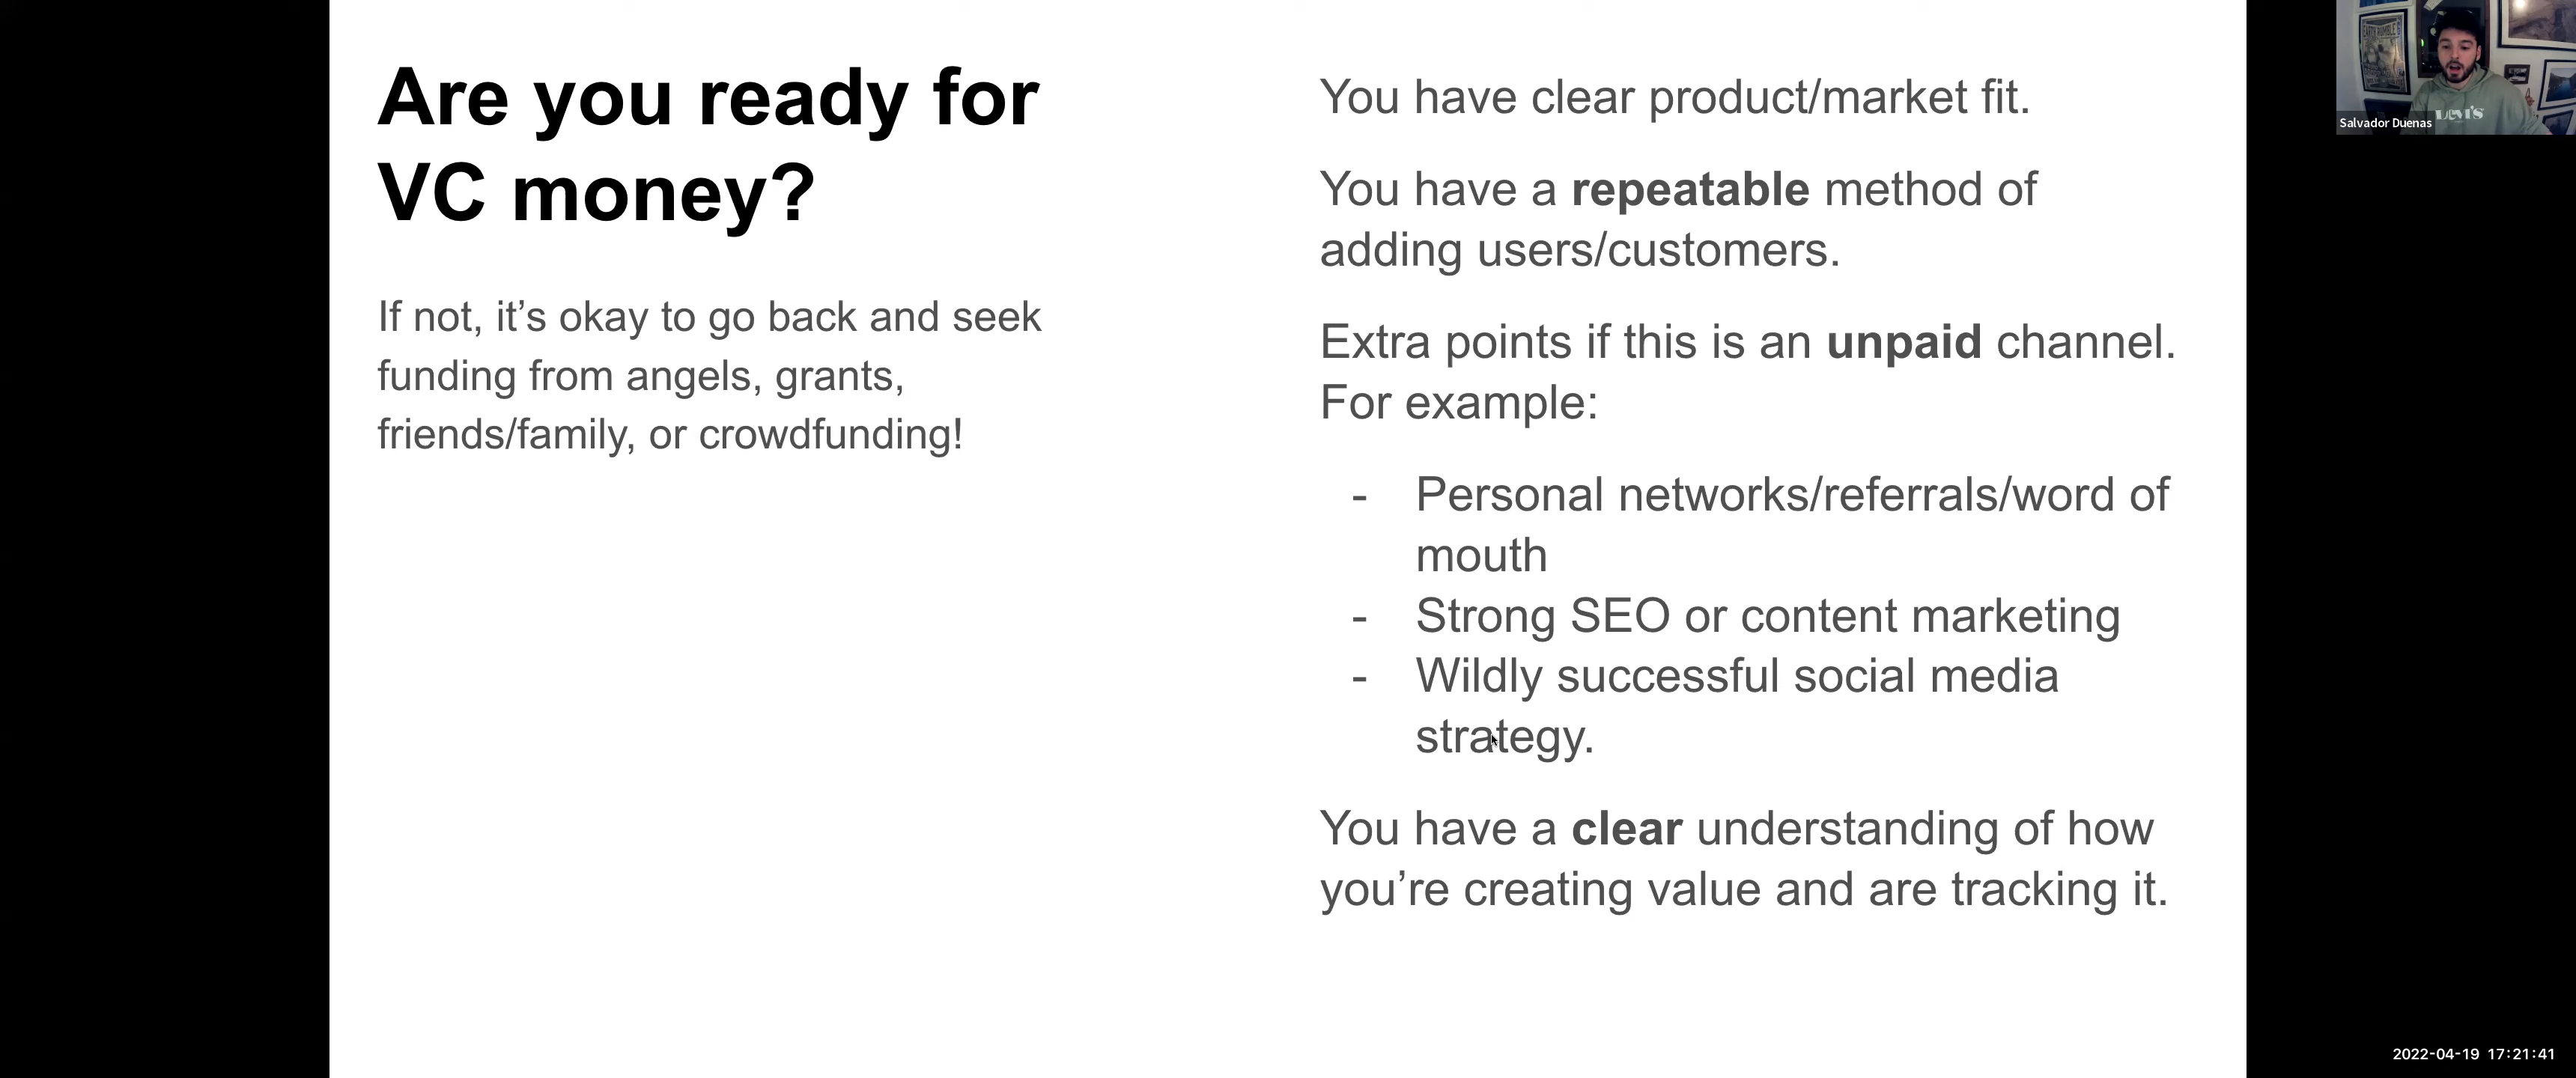 Are you ready for
VC money?
If not, it’s okay to go back and seek
funding from angels, grants,
friends/family, or crowdfunding!
You have clear product/market fit.
You have a repeatable method of
adding users/customers.
Extra points if this is an unpaid channel.
For example:
- Personal networks/referrals/word of
mouth
- Strong SEO or content marketing
- Wildly successful social media
strategy.
You have a clear understanding of how
you’re creating value and are tracking it.
Salvador Duenas
LEVI'S
2022-04-19 17:21:41